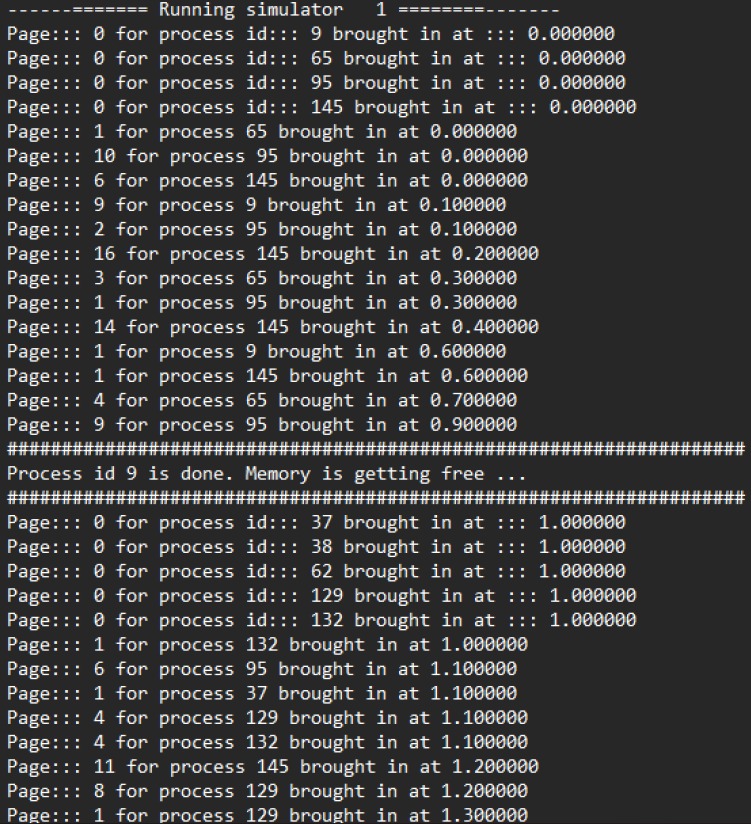 ------======= Running simulator   1 ========-------
Page::: 0 for process id::: 9 brought in at ::: 0.000000
Page::: 0 for process id::: 65 brought in at ::: 0.000000
Page::: 0 for process id::: 95 brought in at ::: 0.000000
Page::: 0 for process id::: 145 brought in at ::: 0.000000
Page::: 1 for process 65 brought in at 0.000000
Page::: 10 for process 95 brought in at 0.000000
Page::: 6 for process 145 brought in at 0.000000
Page::: 9 for process 9 brought in at 0.100000
Page::: 2 for process 95 brought in at 0.100000
Page::: 16 for process 145 brought in at 0.200000
Page::: 3 for process 65 brought in at 0.300000
Page::: 1 for process 95 brought in at 0.300000
Page::: 14 for process 145 brought in at 0.400000
Page::: 1 for process 9 brought in at 0.600000
Page::: 1 for process 145 brought in at 0.600000
Page::: 4 for process 65 brought in at 0.700000
Page::: 9 for process 95 brought in at 0.900000
####################################################################
Process id 9 is done. Memory is getting free ...
####################################################################
Page::: 0 for process id::: 37 brought in at ::: 1.000000
Page::: 0 for process id::: 38 brought in at ::: 1.000000
Page::: 0 for process id::: 62 brought in at ::: 1.000000
Page::: 0 for process id::: 129 brought in at ::: 1.000000
Page::: 0 for process id::: 132 brought in at ::: 1.000000
Page::: 1 for process 132 brought in at 1.000000
Page::: 6 for process 95 brought in at 1.100000
Page::: 1 for process 37 brought in at 1.100000
Page::: 4 for process 129 brought in at 1.100000
Page::: 4 for process 132 brought in at 1.100000
Page::: 11 for process 145 brought in at 1.200000
Page::: 8 for process 129 brought in at 1.200000
Page::: 1 for process 129 brought in at 1.300000